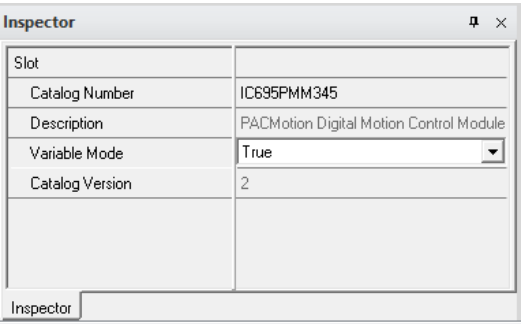 Inspector
Slot
Catalog Number IC695PMM345
Description PACMotion Digital Motion Control Module
Variable Mode True
Catalog Version 2
Inspector